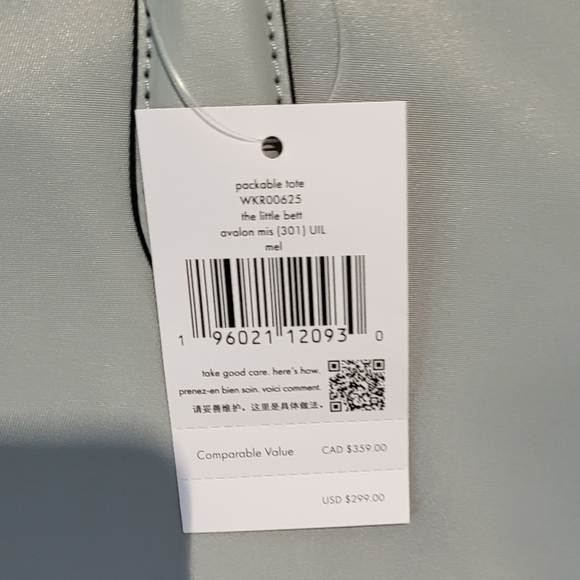 packable tote
WKR00625
the little bett
avalon mis (301) UIL
mel
1 96021 12093 0
take good care. here's how.
prenez-en bien soin. voici comment.
请妥善维护。这里是具体做法。
Comparable Value CAD $359.00
USD $299.00